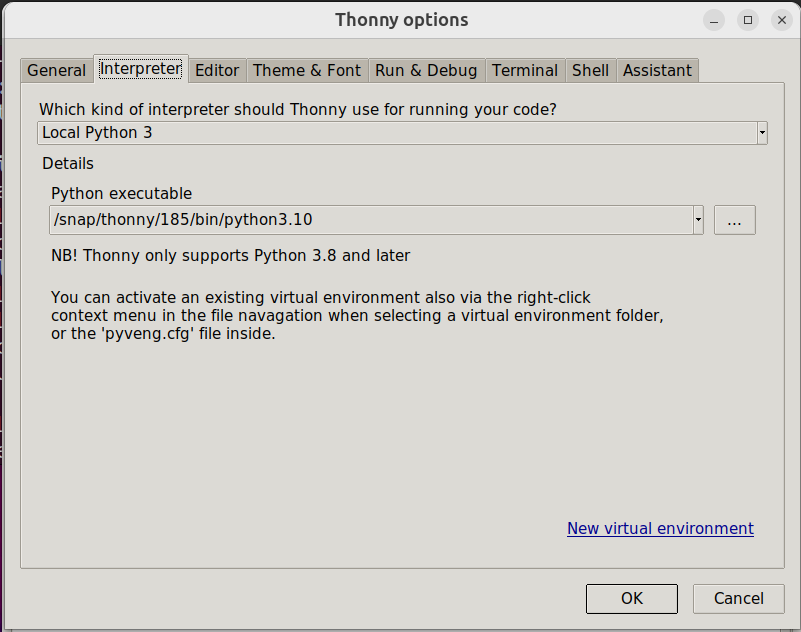 Thonny options
General Interpreter Editor Theme & Font Run & Debug Terminal Shell Assistant
Which kind of interpreter should Thonny use for running your code?
Local Python 3
Details
Python executable
/snap/thonny/185/bin/python3.10
...
NB! Thonny only supports Python 3.8 and later
You can activate an existing virtual environment also via the right-click
context menu in the file navagation when selecting a virtual environment folder,
or the 'pyveng.cfg' file inside.
New virtual environment
OK Cancel